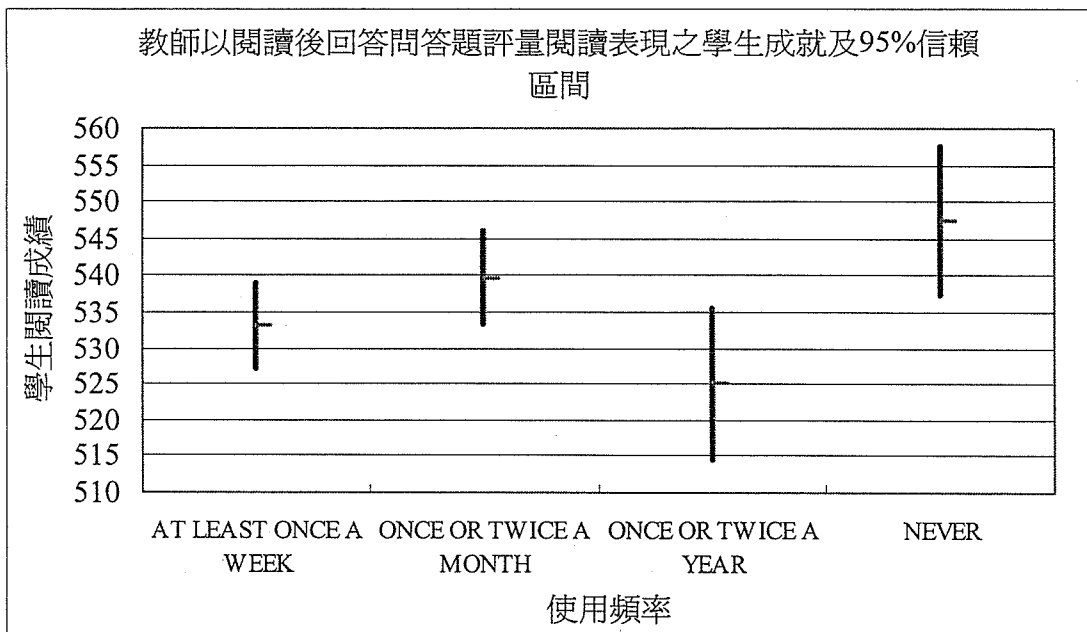 教師以閱讀後回答問答題評量閱讀表現之學生成就及95%信賴
區間
學生閱讀成績
560
555
550
545
540
535
530
525
520
515
510
AT LEAST ONCE A
WEEK
ONCE OR TWICE A
MONTH
ONCE OR TWICE A
YEAR
NEVER
使用頻率